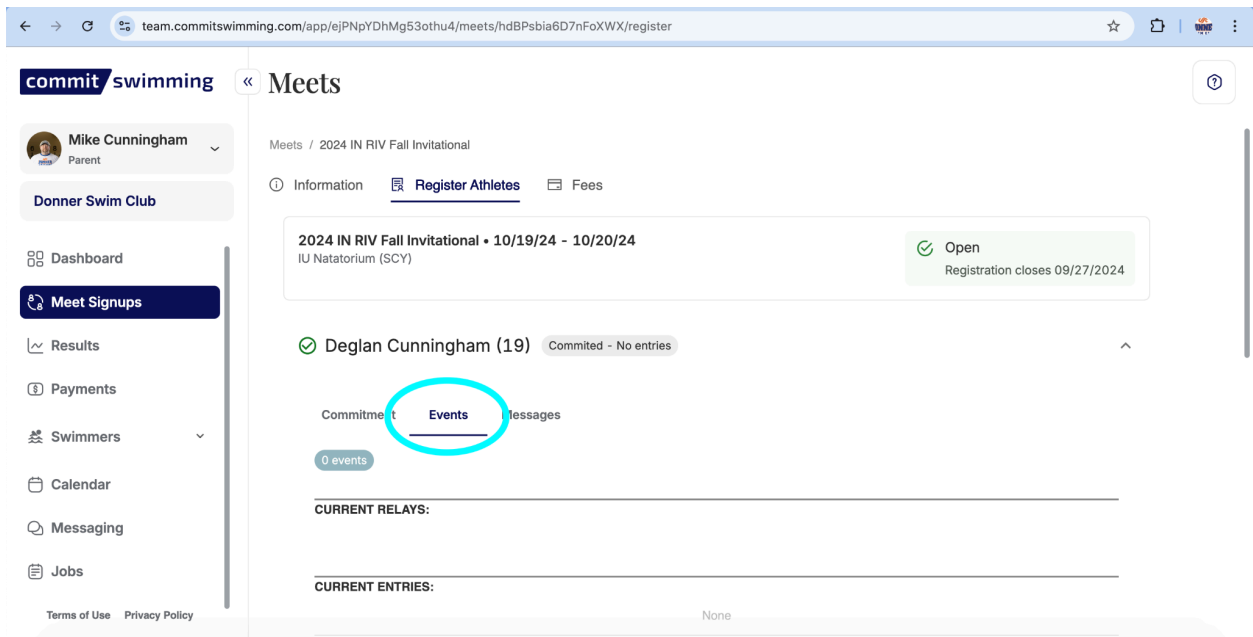 team.commitswimming.com/app/ejPNpYDhMg53othu4/meets/hdBPsbia6D7nFoXWX/register
commit swimming
Meets
Mike Cunningham
Parent
Donner Swim Club
Dashboard
Meet Signups
Results
Payments
Swimmers
Calendar
Messaging
Jobs
Terms of Use Privacy Policy
Meets / 2024 IN RIV Fall Invitational
Information Register Athletes Fees
2024 IN RIV Fall Invitational • 10/19/24 - 10/20/24
IU Natatorium (SCY)
Open
Registration closes 09/27/2024
Deglan Cunningham (19) Commited - No entries
Commitment Events Messages
0 events
CURRENT RELAYS:
CURRENT ENTRIES:
None